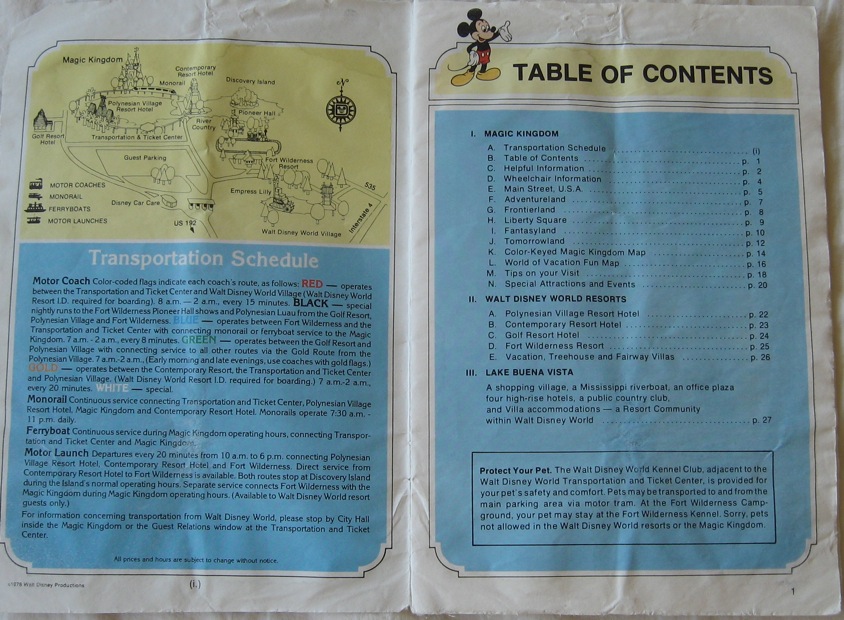 Magic Kingdom
Contemporary
Resort Hotel
Monorail
Discovery Island
Polynesian Village
Resort Hotel
Pioneer Hall
River
Country
Golf Resort
Hotel
Transportation & Ticket Center
Guest Parking
Fort Wilderness
Resort
Empress Lilly
MOTOR COACHES
MONORAIL
FERRYBOATS
MOTOR LAUNCHES
Disney Car Care
US 192
535
Interstate 4
Walt Disney World Village
Transportation Schedule
Motor Coach Color-coded flags indicate each coach's route, as follows: RED — operates
between the Transportation and Ticket Center and Walt Disney World Village (Walt Disney World
Resort I.D. required for boarding). 8 a.m. — 2 a.m., every 15 minutes. BLACK — special
nightly runs to the Fort Wilderness Pioneer Hall shows and Polynesian Luau from the Golf Resort,
Polynesian Village and Fort Wilderness. BLUE — operates between Fort Wilderness and the
Transportation and Ticket Center with connecting monorail or ferryboat service to the Magic
Kingdom. 7 a.m. - 2 a.m., every 8 minutes. GREEN — operates between the Golf Resort and
Polynesian Village with connecting service to all other routes via the Gold Route from the
Polynesian Village. 7 a.m.-2 a.m., (Early morning and late evenings, use coaches with gold flags.)
GOLD — operates between the Contemporary Resort, the Transportation and Ticket Center
and Polynesian Village. (Walt Disney World Resort I.D. required for boarding.) 7 a.m.-2 a.m.,
every 20 minutes. WHITE — special.
Monorail Continuous service connecting Transportation and Ticket Center, Polynesian Village
Resort Hotel, Magic Kingdom and Contemporary Resort Hotel. Monorails operate 7:30 a.m. -
11 p.m. daily.
Ferryboat Continuous service during Magic Kingdom operating hours, connecting Transpor-
tation and Ticket Center and Magic Kingdom.
Motor Launch Departures every 20 minutes from 10 a.m. to 6 p.m. connecting Polynesian
Village Resort Hotel, Contemporary Resort Hotel and Fort Wilderness. Direct service from
Contemporary Resort Hotel to Fort Wilderness is available. Both routes stop at Discovery Island
during the Island's normal operating hours. Separate service connects Fort Wilderness with the
Magic Kingdom during Magic Kingdom operating hours. (Available to Walt Disney World resort
guests only.)
For information concerning transportation from Walt Disney World, please stop by City Hall
inside the Magic Kingdom or the Guest Relations window at the Transportation and Ticket
Center.
All prices and hours are subject to change without notice.
©1978 Walt Disney Productions
(i.)
TABLE OF CONTENTS
I. MAGIC KINGDOM
A. Transportation Schedule (i)
B. Table of Contents p. 1
C. Helpful Information p. 2
D. Wheelchair Information p. 4
E. Main Street, U.S.A. p. 5
F. Adventureland p. 7
G. Frontierland p. 8
H. Liberty Square p. 9
I. Fantasyland p. 10
J. Tomorrowland p. 12
K. Color-Keyed Magic Kingdom Map p. 14
L. World of Vacation Fun Map p. 16
M. Tips on your Visit p. 18
N. Special Attractions and Events p. 20
II. WALT DISNEY WORLD RESORTS
A. Polynesian Village Resort Hotel p. 22
B. Contemporary Resort Hotel p. 23
C. Golf Resort Hotel p. 24
D. Fort Wilderness Resort p. 25
E. Vacation, Treehouse and Fairway Villas p. 26
III. LAKE BUENA VISTA
A shopping village, a Mississippi riverboat, an office plaza
four high-rise hotels, a public country club,
and Villa accommodations — a Resort Community
within Walt Disney World p. 27
Protect Your Pet. The Walt Disney World Kennel Club, adjacent to the
Walt Disney World Transportation and Ticket Center, is provided for
your pet's safety and comfort. Pets may be transported to and from the
main parking area via motor tram. At the Fort Wilderness Camp-
ground, your pet may stay at the Fort Wilderness Kennel. Sorry, pets
not allowed in the Walt Disney World resorts or the Magic Kingdom.
1